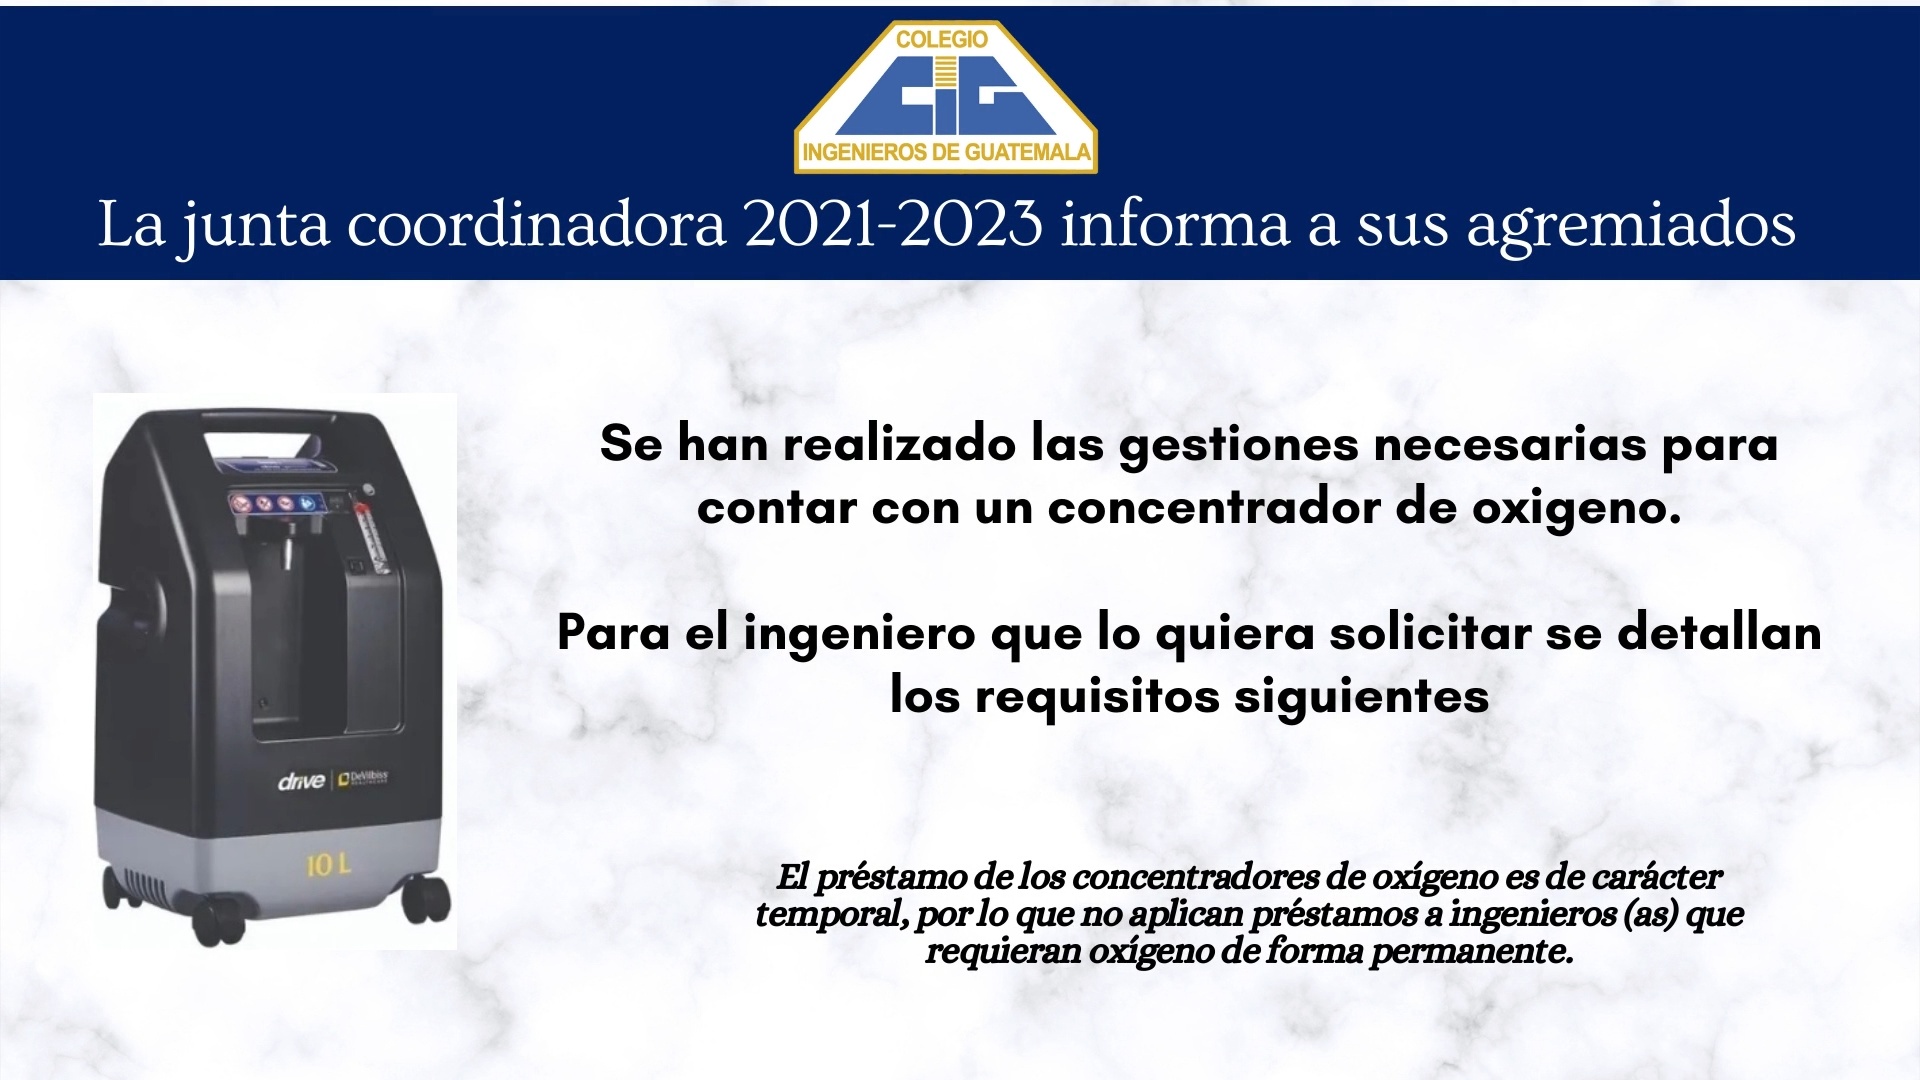 COLEGIO
CIG
INGENIEROS DE GUATEMALA
La junta coordinadora 2021-2023 informa a sus agremiados
Se han realizado las gestiones necesarias para
contar con un concentrador de oxigeno.
Para el ingeniero que lo quiera solicitar se detallan
los requisitos siguientes
drive DeVilbiss
HEALTHCARE
10 L
El préstamo de los concentradores de oxígeno es de carácter
temporal, por lo que no aplican préstamos a ingenieros (as) que
requieran oxígeno de forma permanente.